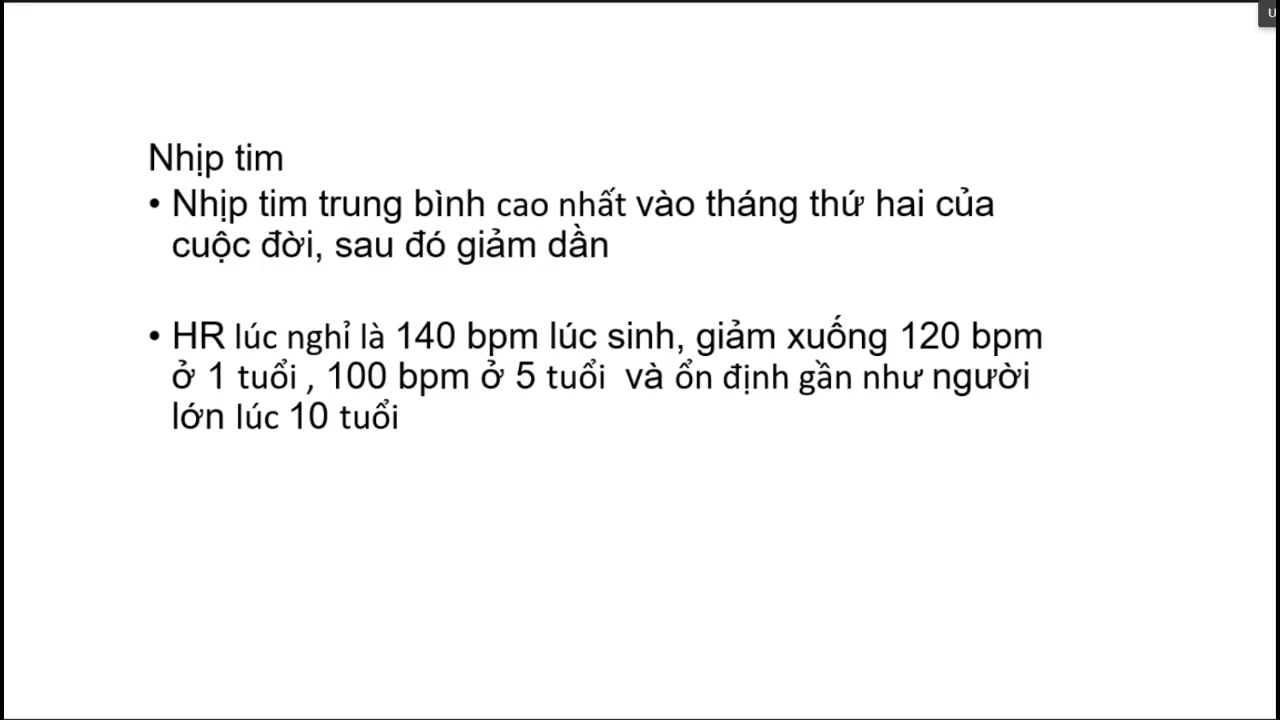 Nhịp tim
• Nhịp tim trung bình cao nhất vào tháng thứ hai của
cuộc đời, sau đó giảm dần
• HR lúc nghỉ là 140 bpm lúc sinh, giảm xuống 120 bpm
ở 1 tuổi , 100 bpm ở 5 tuổi  và ổn định gần như người
lớn lúc 10 tuổi